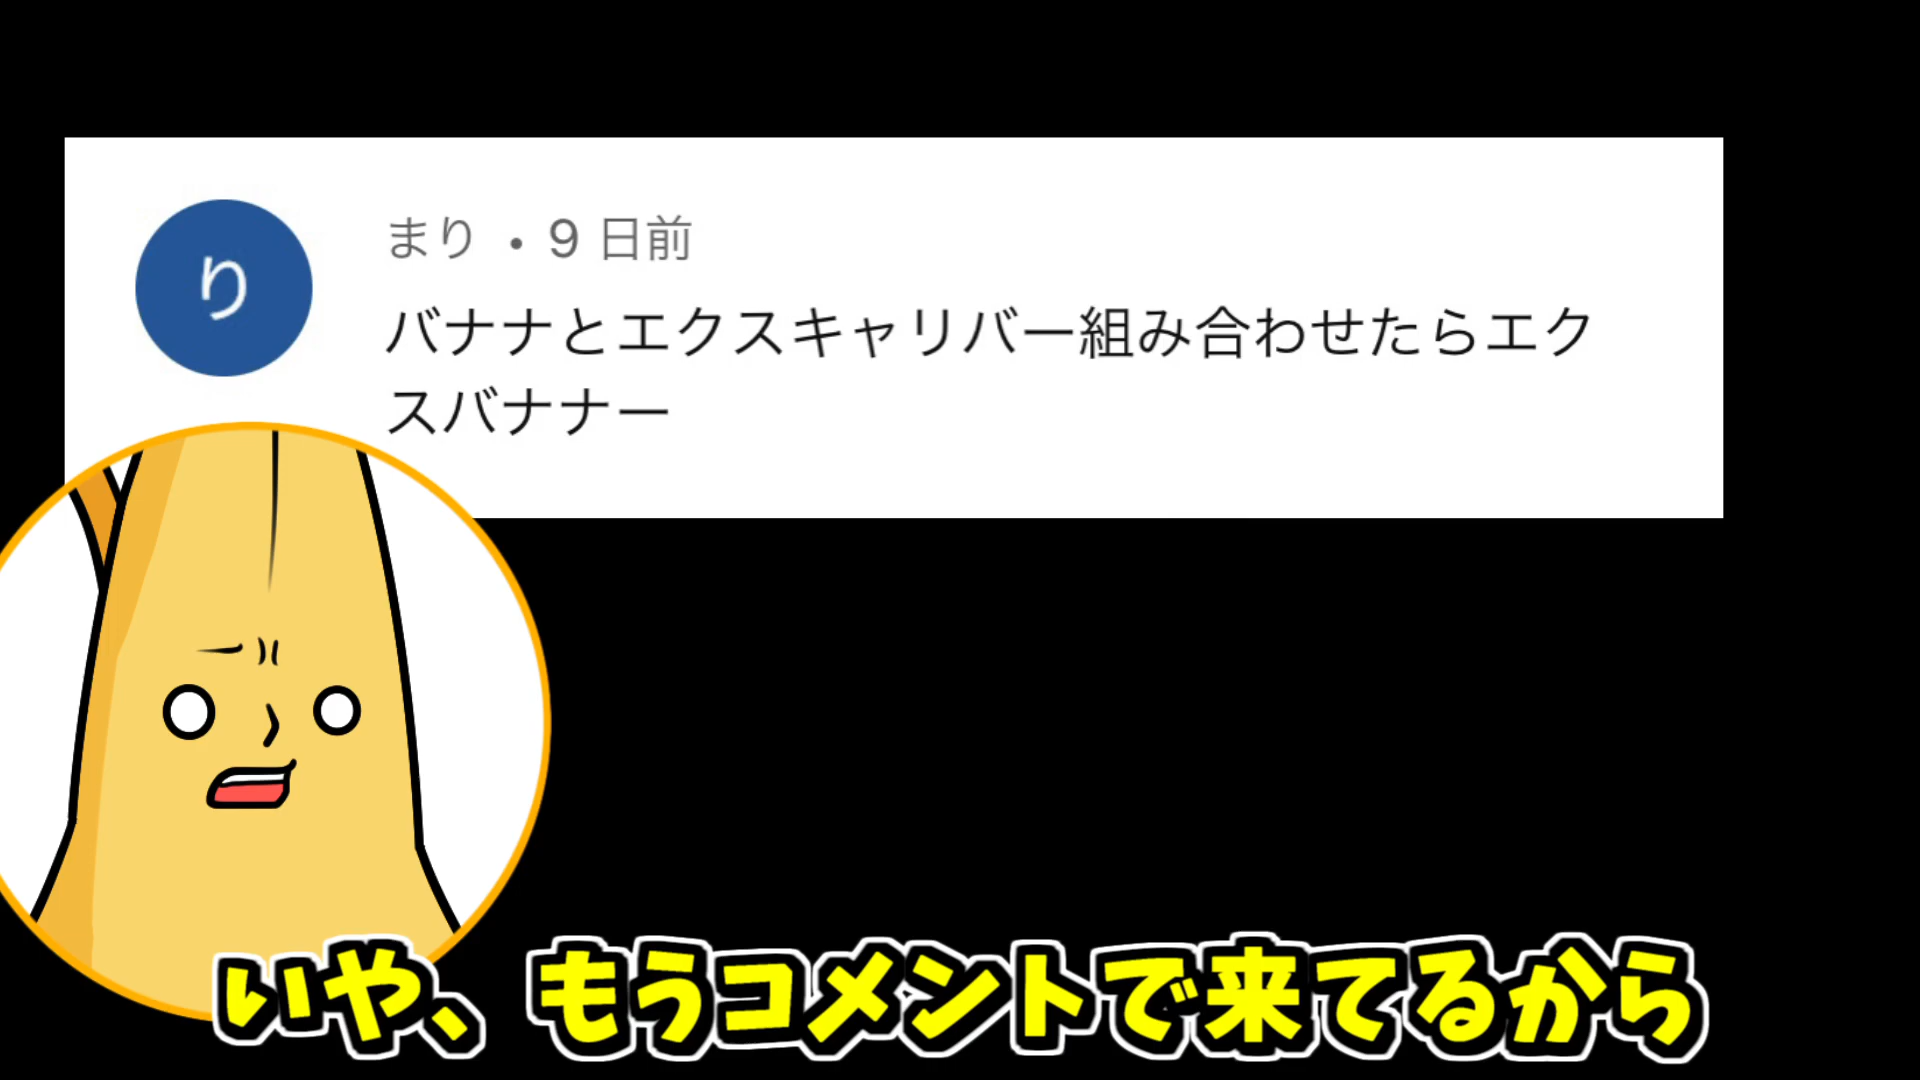 り
まり • 9 日前
バナナとエクスキャリバー組み合わせたらエク
スバナナー
いや、もうコメントで来てるから